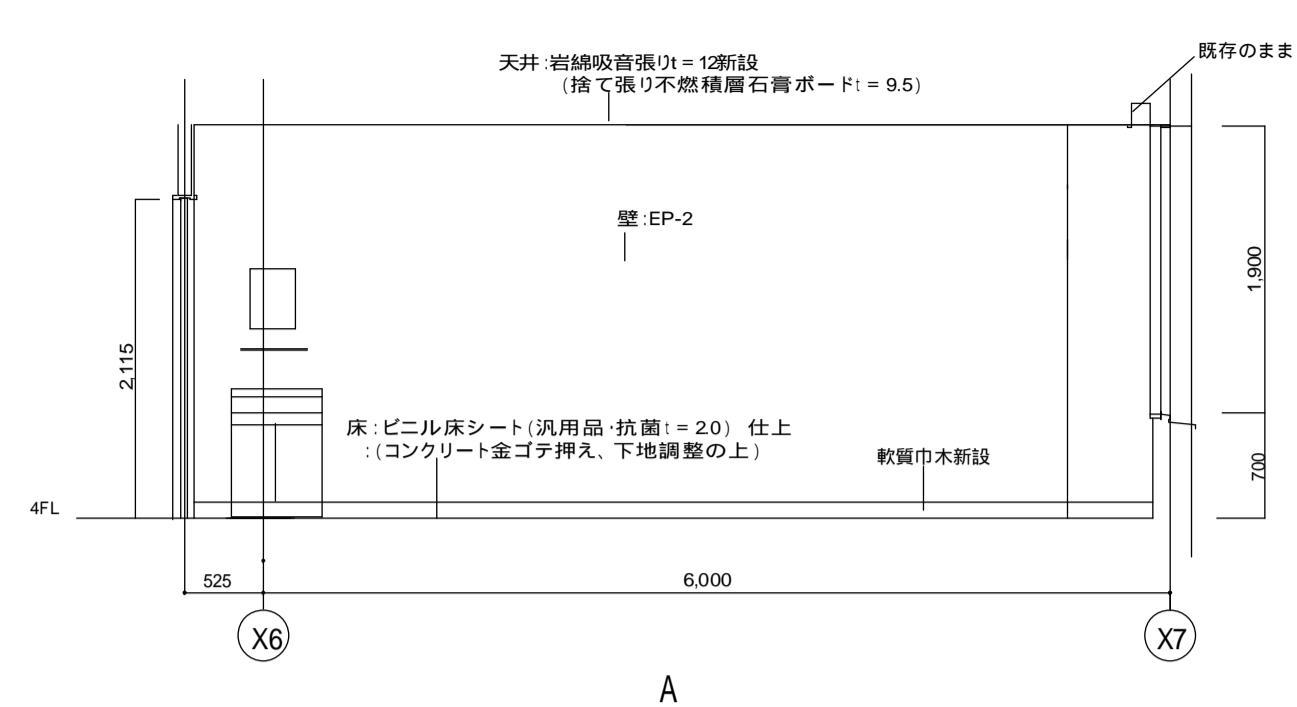 天井:岩綿吸音張りt = 12新設
(捨て張り不燃積層石膏ボードt = 9.5)
既存のまま
壁:EP-2
1,900
2,115
床:ビニル床シート(汎用品・抗菌t = 2.0) 仕上
:(コンクリート金ゴテ押え、下地調整の上)
軟質巾木新設
700
4FL
525
6,000
X6
X7
A